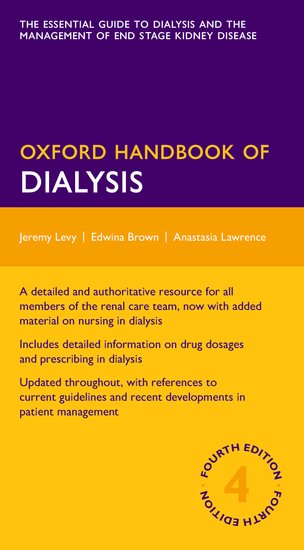 THE ESSENTIAL GUIDE TO DIALYSIS AND THE
MANAGEMENT OF END STAGE KIDNEY DISEASE
OXFORD HANDBOOK OF
DIALYSIS
Jeremy Levy | Edwina Brown | Anastasia Lawrence
A detailed and authoritative resource for all
members of the renal care team, now with added
material on nursing in dialysis
Includes detailed information on drug dosages
and prescribing in dialysis
Updated throughout, with references to
current guidelines and recent developments in
patient management
FOURTH EDITION
4
FOURTH EDITION